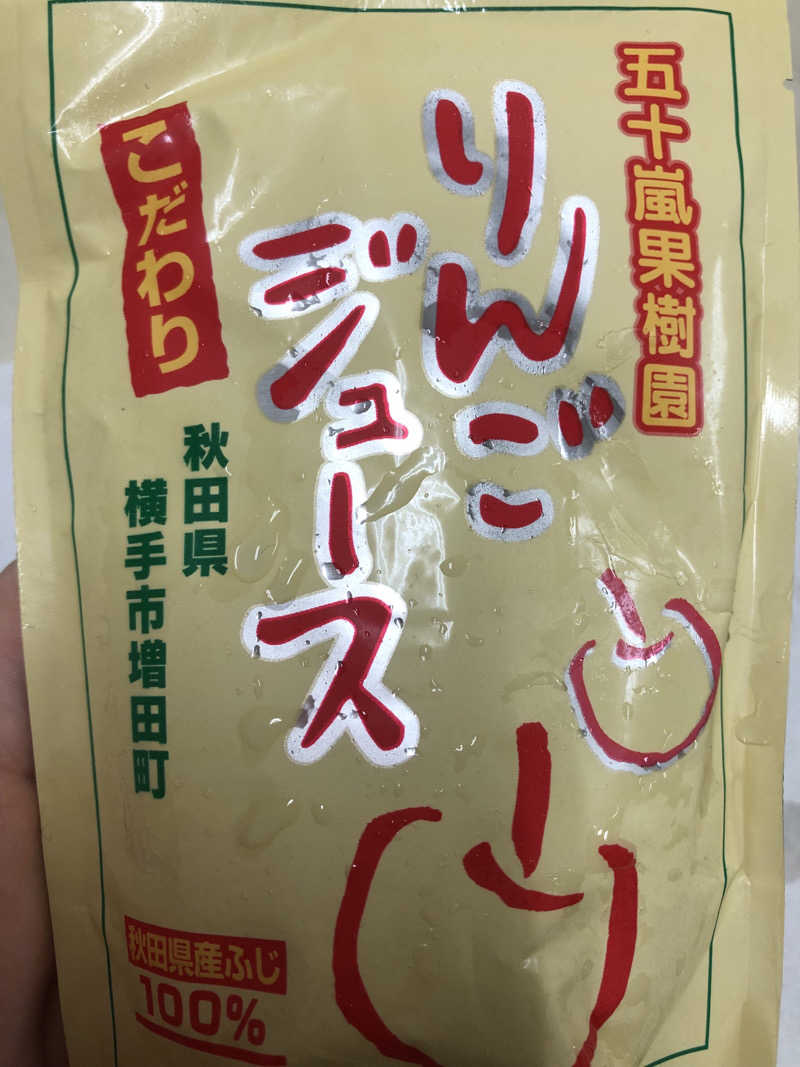 五十嵐果樹園
りんご
ジュース
こだわり
秋田県
横手市増田町
秋田県産ふじ
100%